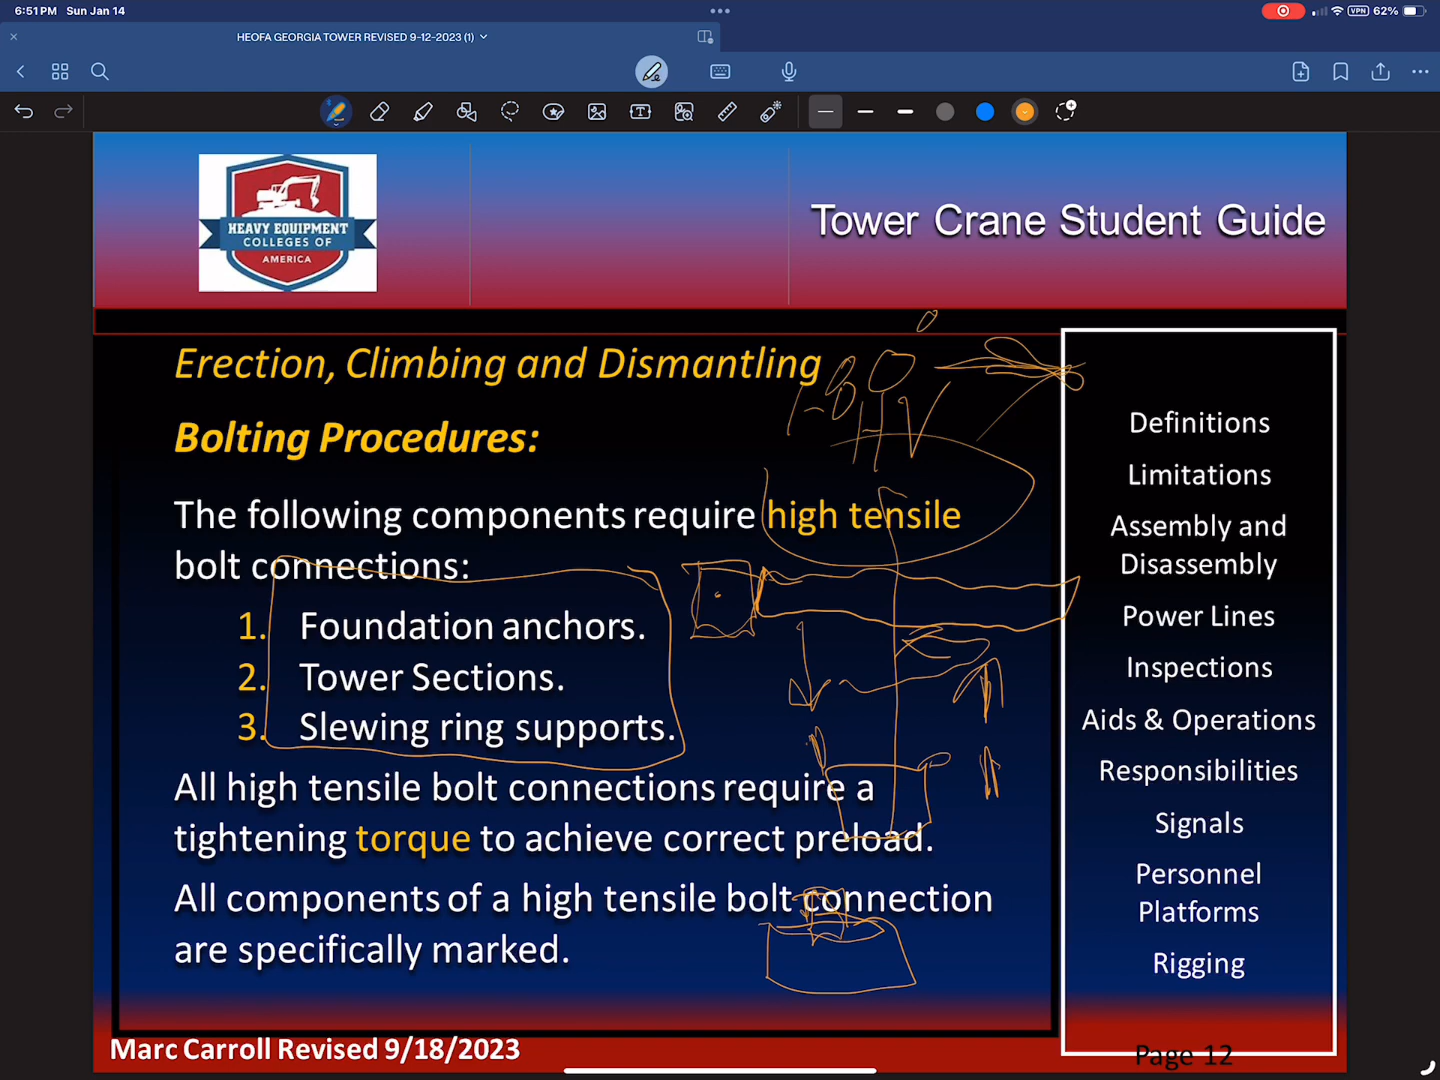 6:51 PM Sun Jan 14
VPN 62%
HEOFA GEORGIA TOWER REVISED 9-12-2023 (1)
HEAVY EQUIPMENT
COLLEGES OF
AMERICA
Tower Crane Student Guide
Erection, Climbing and Dismantling
Bolting Procedures:
The following components require high tensile
bolt connections:
1. Foundation anchors.
2. Tower Sections.
3. Slewing ring supports.
All high tensile bolt connections require a
tightening torque to achieve correct preload.
All components of a high tensile bolt connection
are specifically marked.
Definitions
Limitations
Assembly and
Disassembly
Power Lines
Inspections
Aids & Operations
Responsibilities
Signals
Personnel
Platforms
Rigging
Marc Carroll Revised 9/18/2023
Page 12